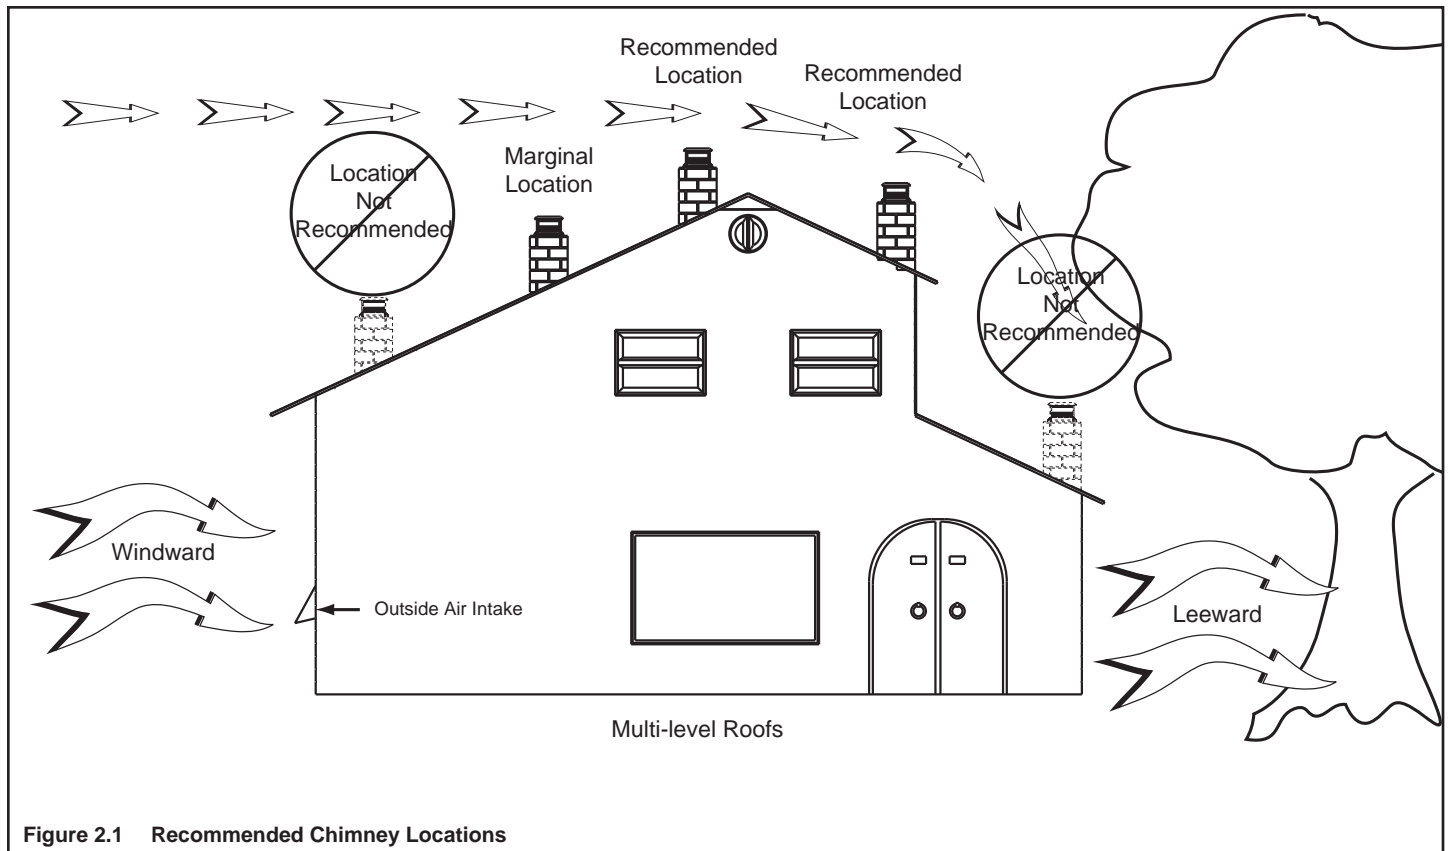 Recommended
Location
Recommended
Location
Marginal
Location
Location
Not
Recommended
Location
Not
Recommended
Windward
Outside Air Intake
Leeward
Multi-level Roofs
Figure 2.1 Recommended Chimney Locations